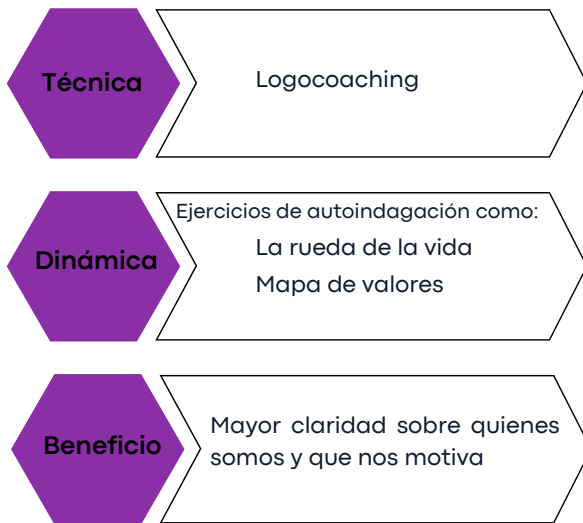 Técnica
Logocoaching
Dinámica
Ejercicios de autoindagación como:
La rueda de la vida
Mapa de valores
Beneficio
Mayor claridad sobre quienes
somos y que nos motiva